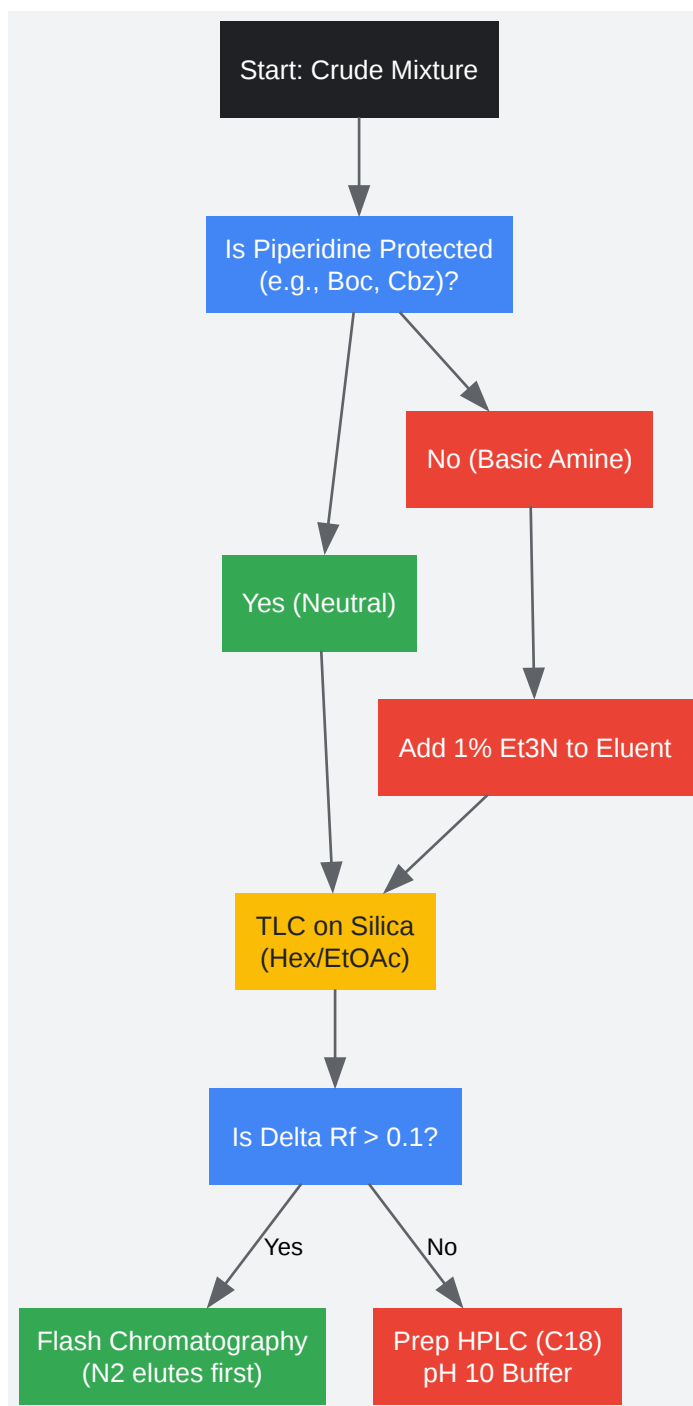 Start: Crude Mixture
Is Piperidine Protected
(e.g., Boc, Cbz)?
No (Basic Amine)
Yes (Neutral)
Add 1% Et3N to Eluent
TLC on Silica
(Hex/EtOAc)
Is Delta Rf > 0.1?
Yes
No
Flash Chromatography
(N2 elutes first)
Prep HPLC (C18)
pH 10 Buffer